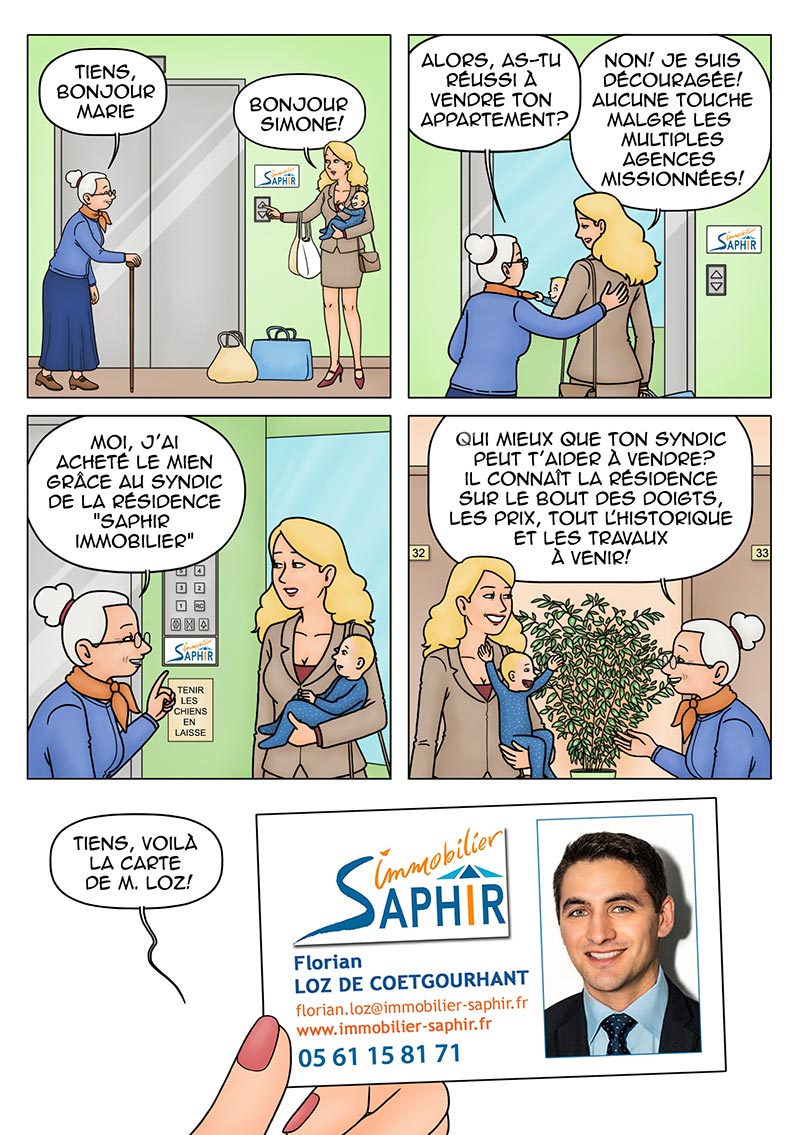 TIENS,
BONJOUR
MARIE
BONJOUR
SIMONE!
immobilier
SAPHIR
ALORS, AS-TU
RÉUSSI À
VENDRE TON
APPARTEMENT?
NON! JE SUIS
DÉCOURAGÉE!
AUCUNE TOUCHE
MALGRÉ LES
MULTIPLES
AGENCES
MISSIONNÉES!
immobilier
SAPHIR
MOI, J'AI
ACHETÉ LE MIEN
GRÂCE AU SYNDIC
DE LA RÉSIDENCE
"SAPHIR
IMMOBILIER"
5 4
3 2
1 RC
immobilier
SAPHIR
TENIR
LES
CHIENS
EN
LAISSE
QUI MIEUX QUE TON SYNDIC
PEUT T'AIDER À VENDRE?
IL CONNAÎT LA RÉSIDENCE
SUR LE BOUT DES DOIGTS,
LES PRIX, TOUT L'HISTORIQUE
ET LES TRAVAUX
À VENIR!
32
33
TIENS, VOILÀ
LA CARTE
DE M. LOZ!
immobilier
SAPHIR
Florian
LOZ DE COETGOURHANT
florian.loz@immobilier-saphir.fr
www.immobilier-saphir.fr
05 61 15 81 71